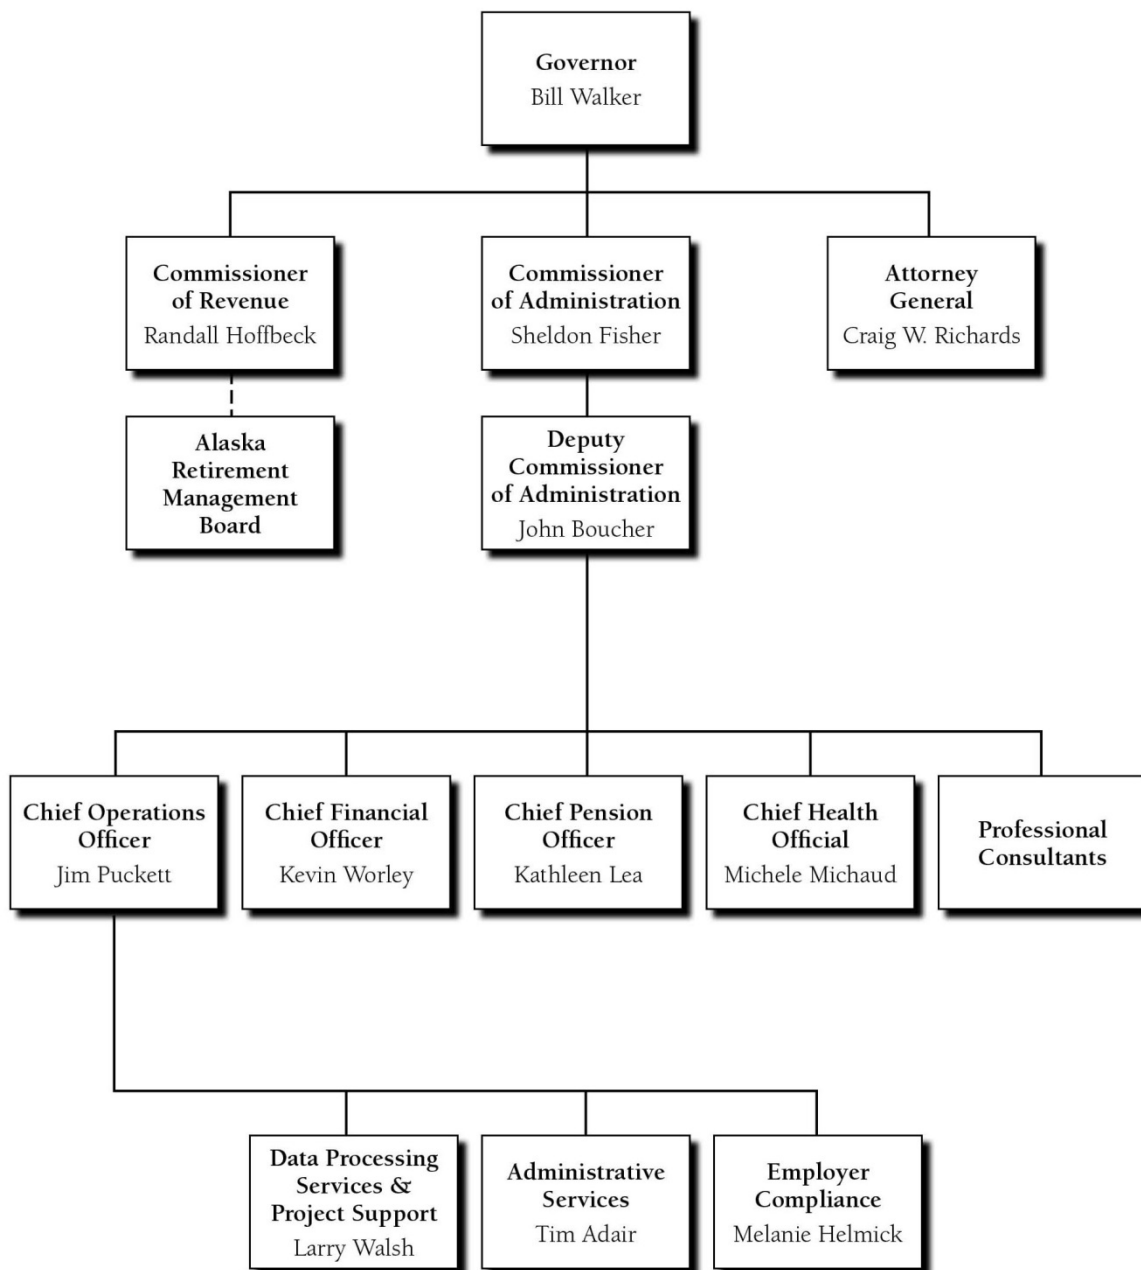 Governor
Bill Walker
Commissioner
of Revenue
Randall Hoffbeck
Commissioner
of Administration
Sheldon Fisher
Attorney
General
Craig W. Richards
Alaska
Retirement
Management
Board
Deputy
Commissioner
of Administration
John Boucher
Chief Operations
Officer
Jim Puckett
Chief Financial
Officer
Kevin Worley
Chief Pension
Officer
Kathleen Lea
Chief Health
Official
Michele Michaud
Professional
Consultants
Data Processing
Services &
Project Support
Larry Walsh
Administrative
Services
Tim Adair
Employer
Compliance
Melanie Helmick